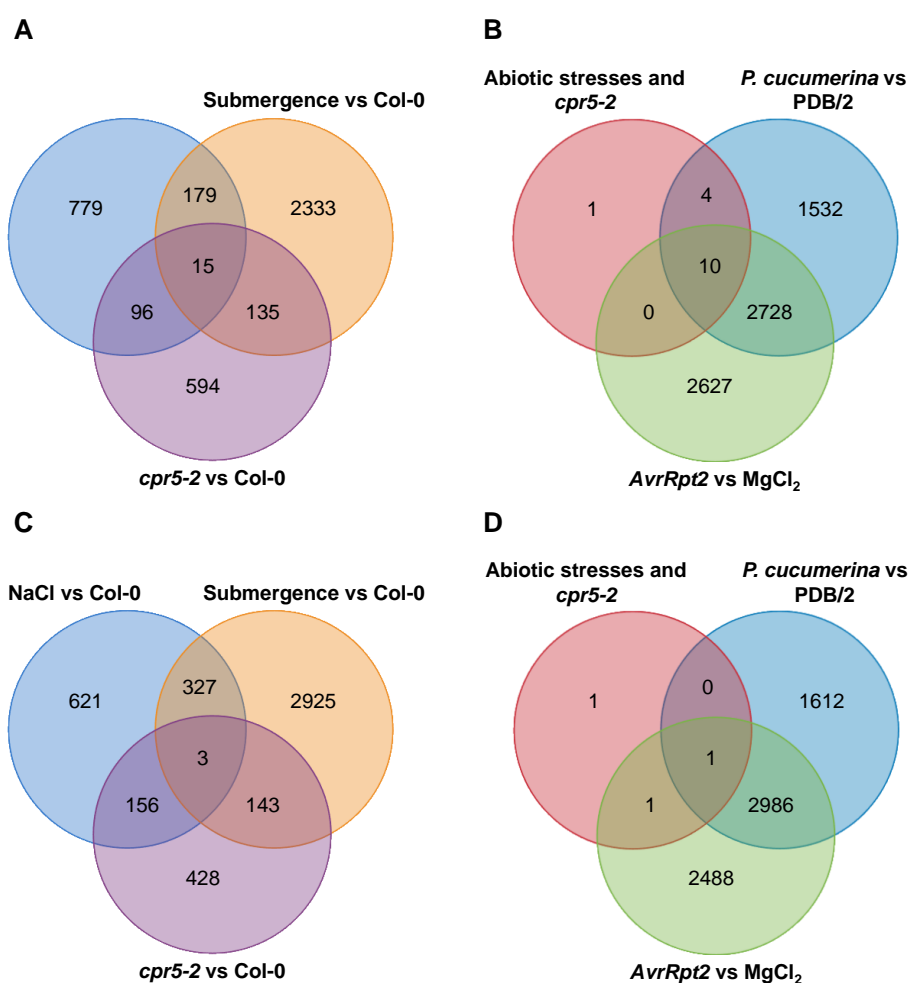 A
B
Submergence vs Col-0
Abiotic stresses and
cpr5-2
P. cucumerina vs
PDB/2
779
179
2333
15
96
135
594
cpr5-2 vs Col-0
1
4
1532
10
0
2728
2627
AvrRpt2 vs MgCl₂
C
D
NaCl vs Col-0
Submergence vs Col-0
Abiotic stresses and
cpr5-2
P. cucumerina vs
PDB/2
621
327
2925
3
156
143
428
cpr5-2 vs Col-0
1
0
1612
1
1
2986
2488
AvrRpt2 vs MgCl₂